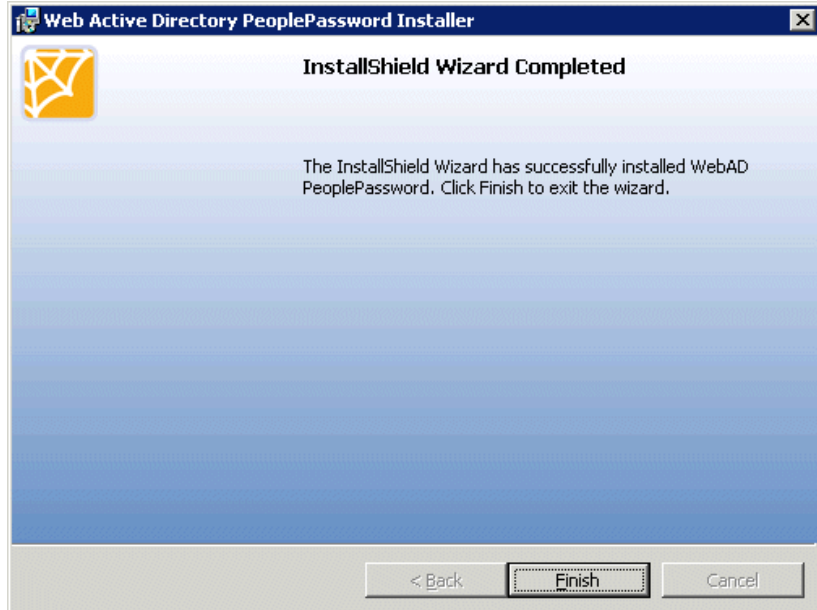 Web Active Directory PeoplePassword Installer
InstallShield Wizard Completed
The InstallShield Wizard has successfully installed WebAD
PeoplePassword. Click Finish to exit the wizard.
< Back
Finish
Cancel